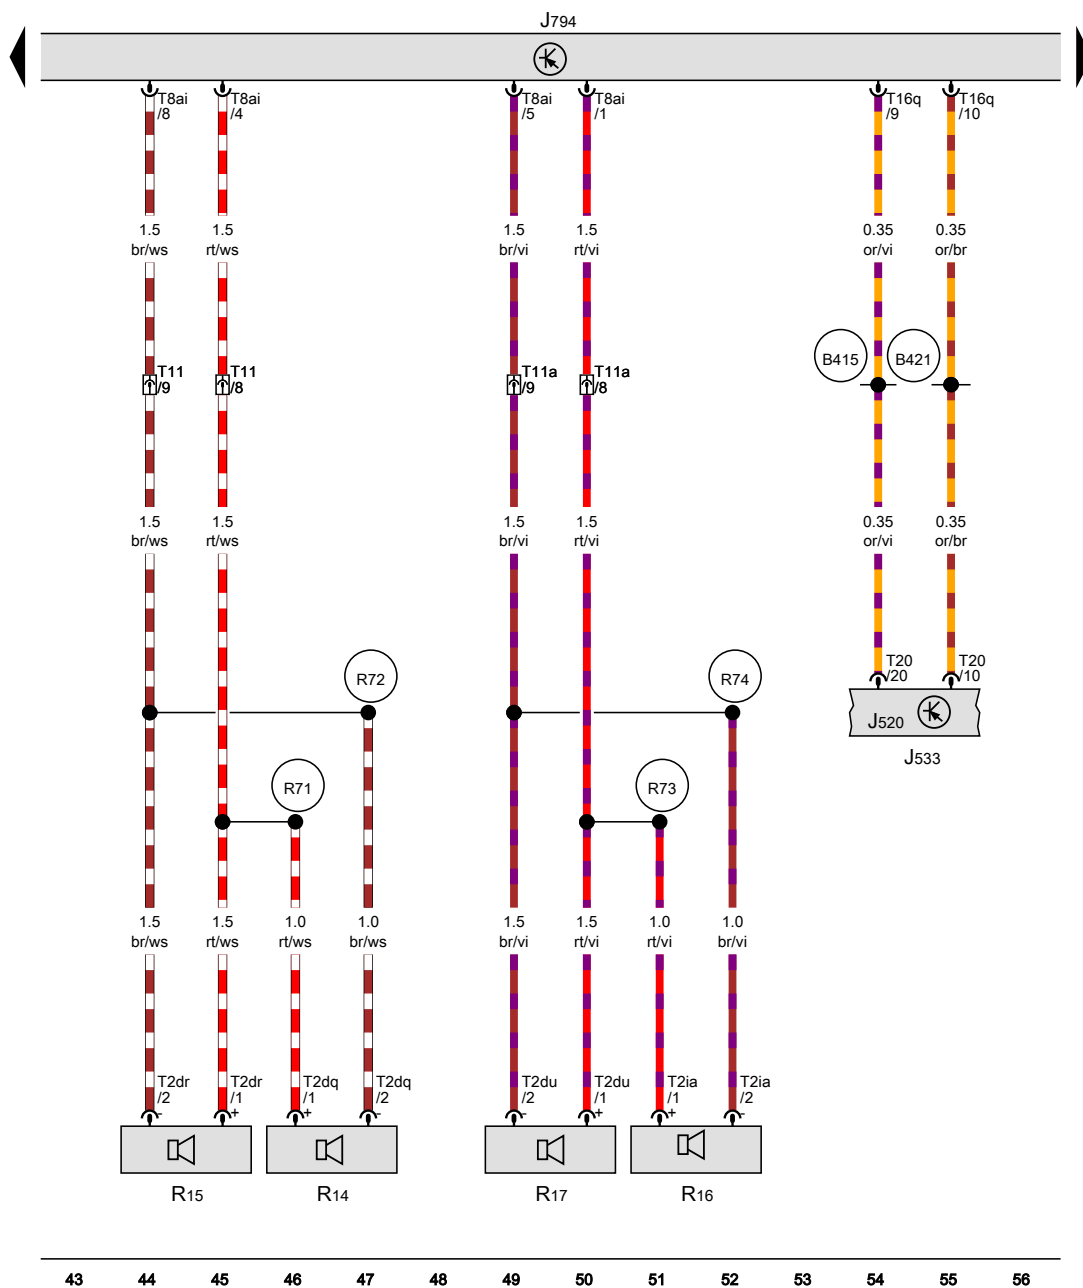 J794
T8ai T8ai T8ai T8ai T16q T16q
/8 /4 /5 /1 /9 /10
1.5 1.5 1.5 1.5 0.35 0.35
br/ws rt/ws br/vi rt/vi or/vi or/br
B415 B421
T11 T11 T11a T11a
/9 /8 /9 /8
1.5 1.5 1.5 1.5 0.35 0.35
br/ws rt/ws br/vi rt/vi or/vi or/br
T20 T20
/20 /10
R72 R74
J520
J533
R71 R73
1.5 1.5 1.0 1.0 1.5 1.5 1.0 1.0
br/ws rt/ws rt/ws br/ws br/vi rt/vi rt/vi br/vi
T2dr T2dr T2dq T2dq T2du T2du T2ia T2ia
/2 /1 /1 /2 /2 /1 /1 /2
- + + - - + + -
R15 R14 R17 R16
43 44 45 46 47 48 49 50 51 52 53 54 55 56